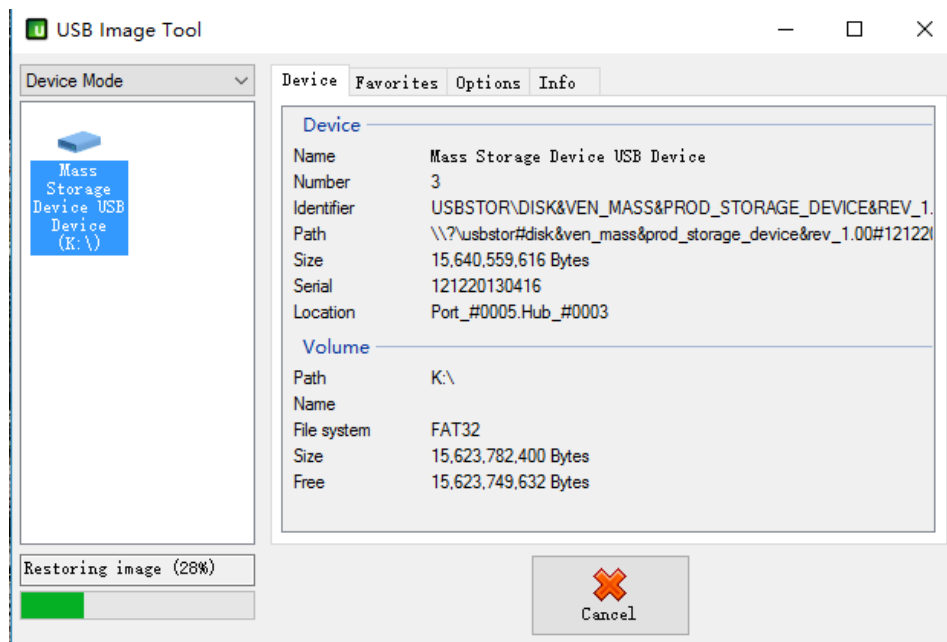 USB Image Tool
Device Mode
Mass
Storage
Device USB
Device
(K:\)
Device Favorites Options Info
Device
Name Mass Storage Device USB Device
Number 3
Identifier USBSTOR\DISK&VEN_MASS&PROD_STORAGE_DEVICE&REV_1.
Path \\?\usbstor#disk&ven_mass&prod_storage_device&rev_1.00#12122
Size 15,640,559,616 Bytes
Serial 121220130416
Location Port_#0005.Hub_#0003
Volume
Path K:\
Name
File system FAT32
Size 15,623,782,400 Bytes
Free 15,623,749,632 Bytes
Restoring image (28%)
Cancel